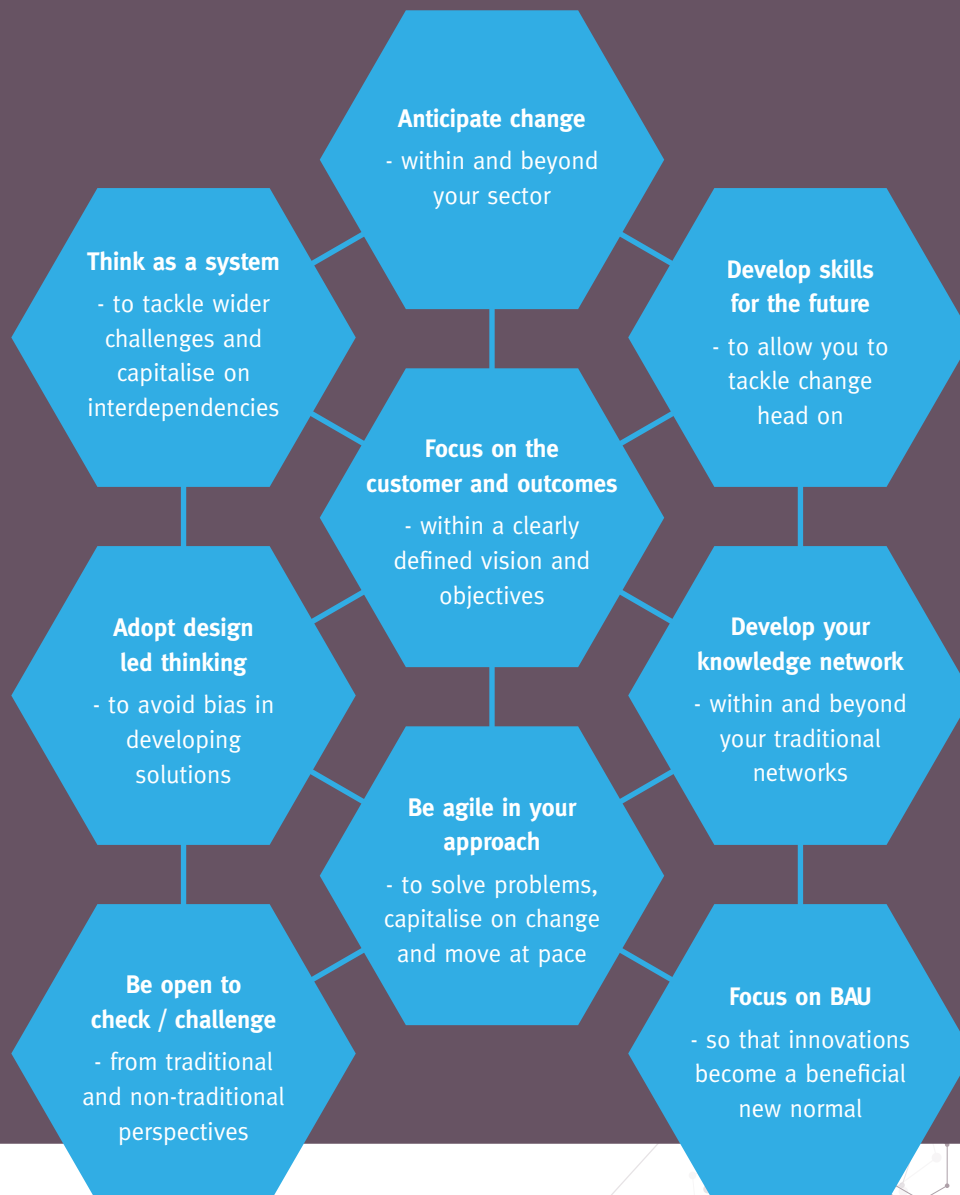 Anticipate change
- within and beyond
your sector
Think as a system
- to tackle wider
challenges and
capitalise on
interdependencies
Develop skills
for the future
- to allow you to
tackle change
head on
Focus on the
customer and outcomes
- within a clearly
defined vision and
objectives
Adopt design
led thinking
- to avoid bias in
developing
solutions
Develop your
knowledge network
- within and beyond
your traditional
networks
Be agile in your
approach
- to solve problems,
capitalise on change
and move at pace
Be open to
check / challenge
- from traditional
and non-traditional
perspectives
Focus on BAU
- so that innovations
become a beneficial
new normal